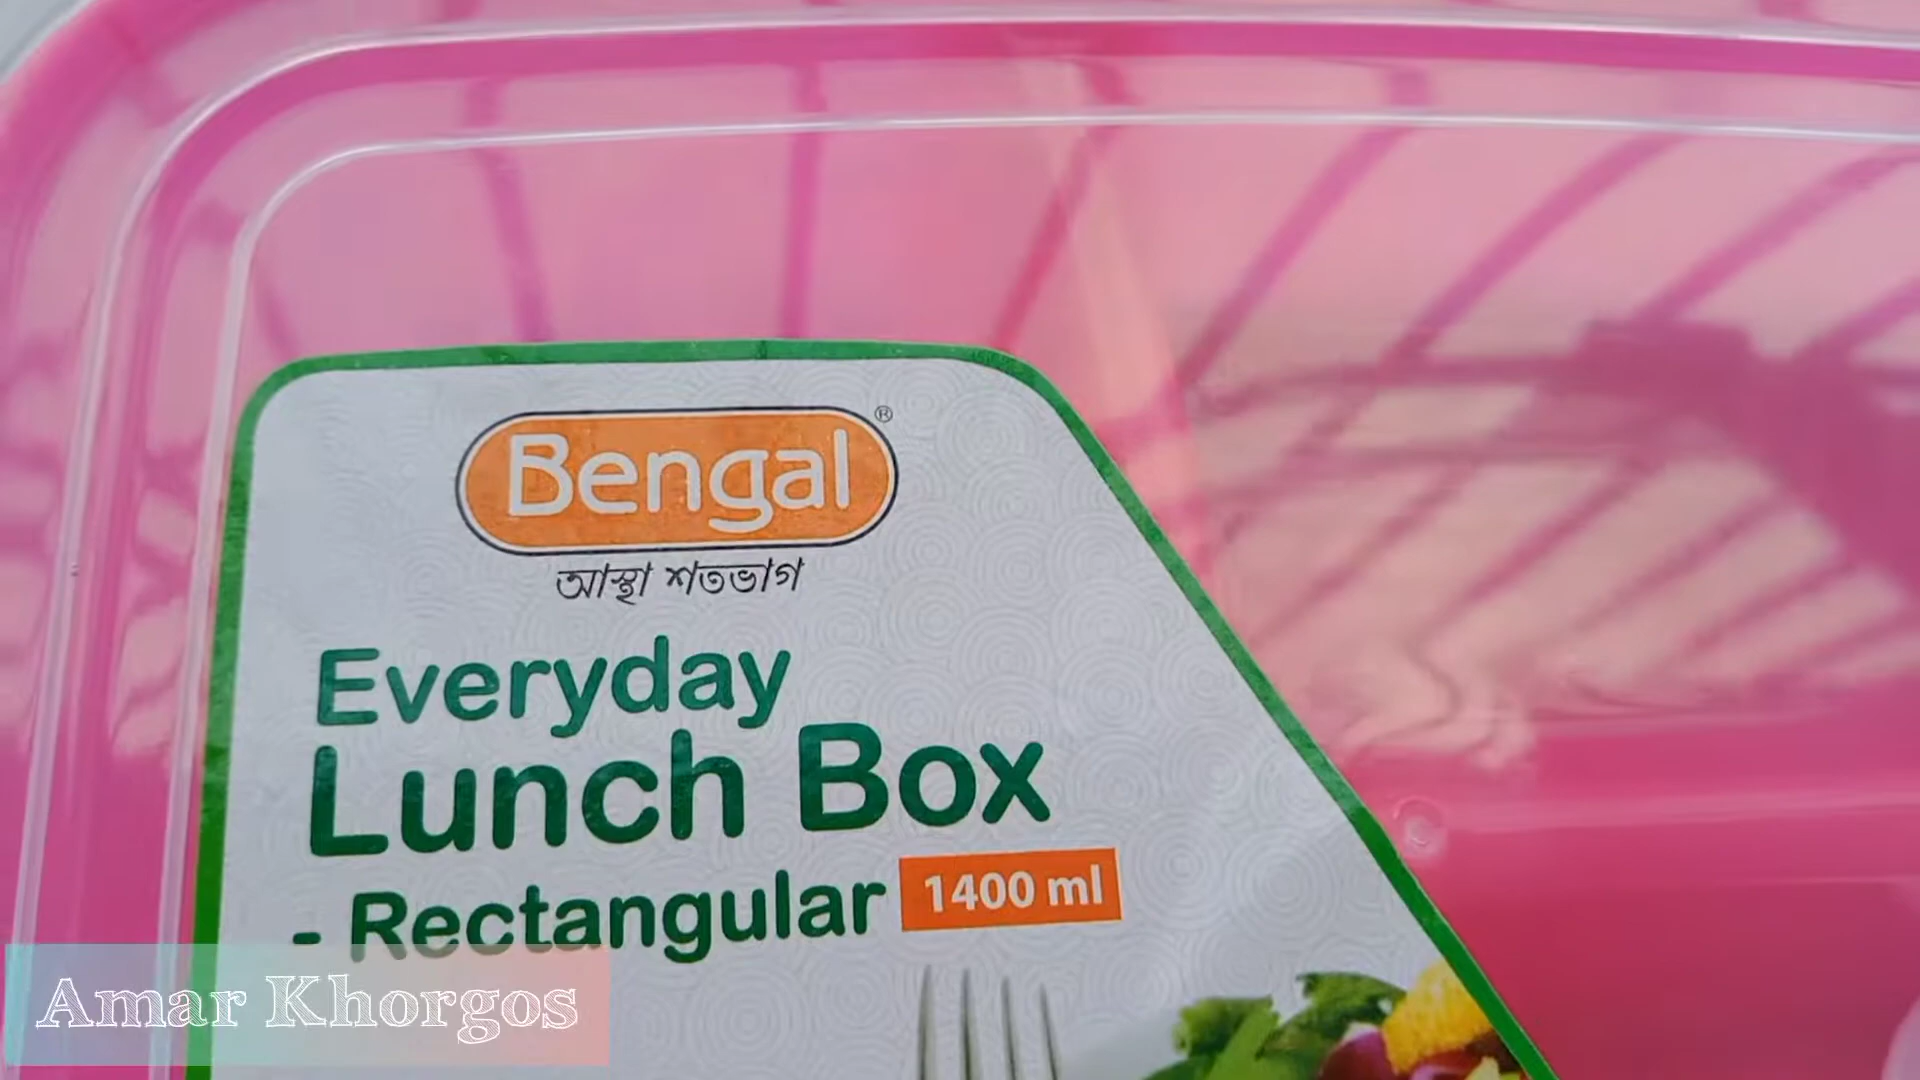 Bengal®
আস্থা শতভাগ
Everyday
Lunch Box
- Rectangular 1400 ml
Amar Khorgos